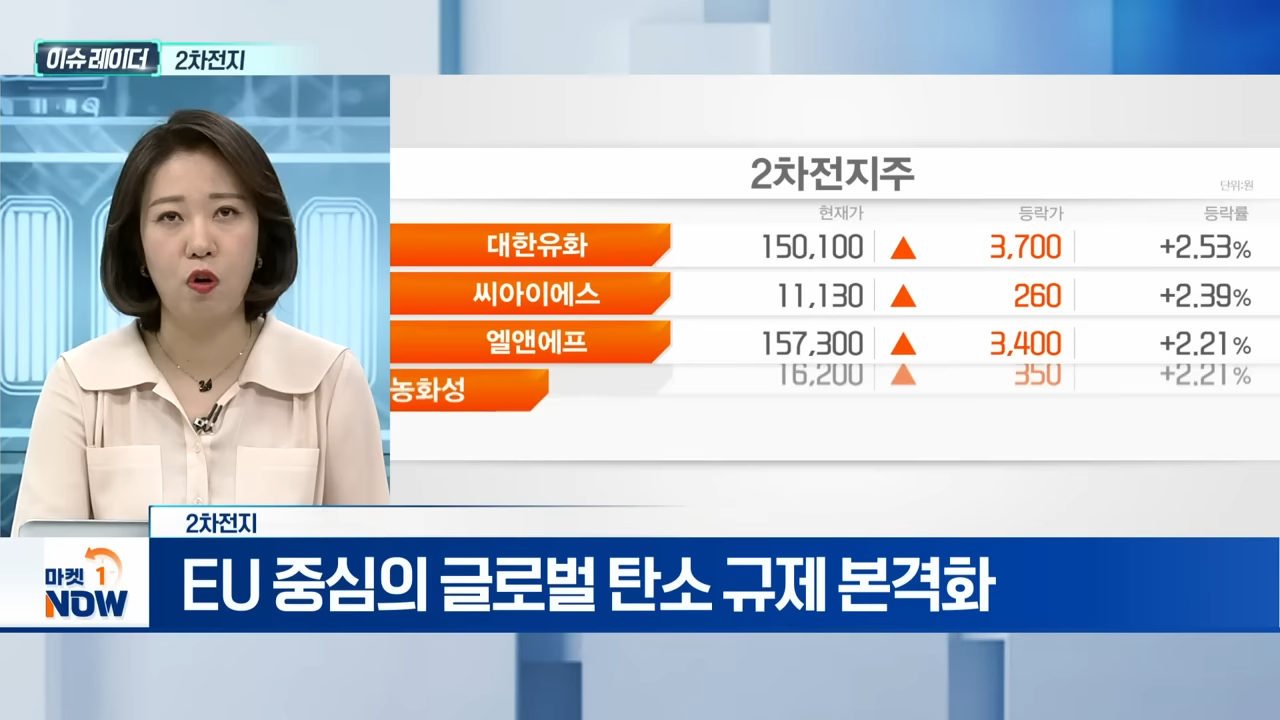 이슈레이더 2차전지
2차전지주
단위:원
현재가 등락가 등락률
대한유화 150,100 ▲ 3,700 +2.53%
씨아이에스 11,130 ▲ 260 +2.39%
엘앤에프 157,300 ▲ 3,400 +2.21%
농화성 16,200 ▲ 350 +2.21%
2차전지
마켓 1
NOW
EU 중심의 글로벌 탄소 규제 본격화